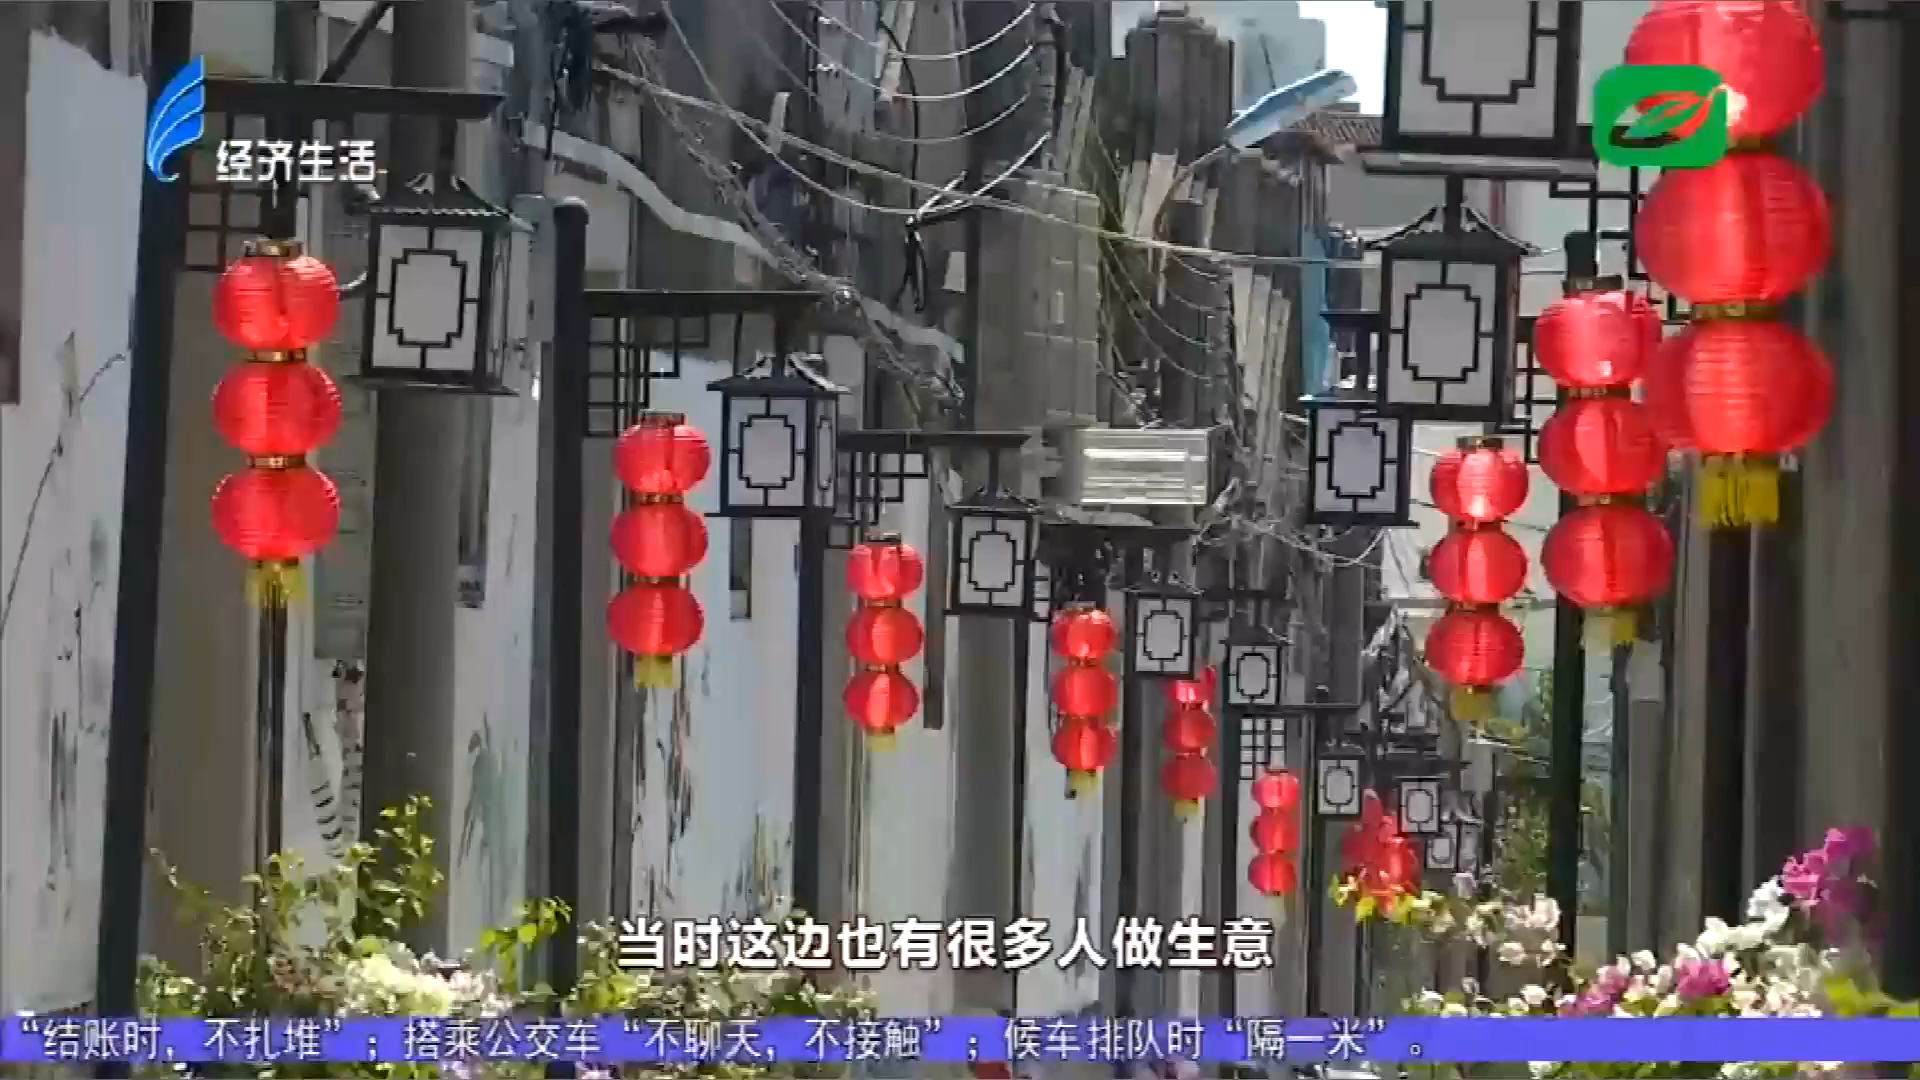 经济生活
当时这边也有很多人做生意
“结账时，不扎堆”；搭乘公交车“不聊天，不接触”；候车排队时“隔一米”。